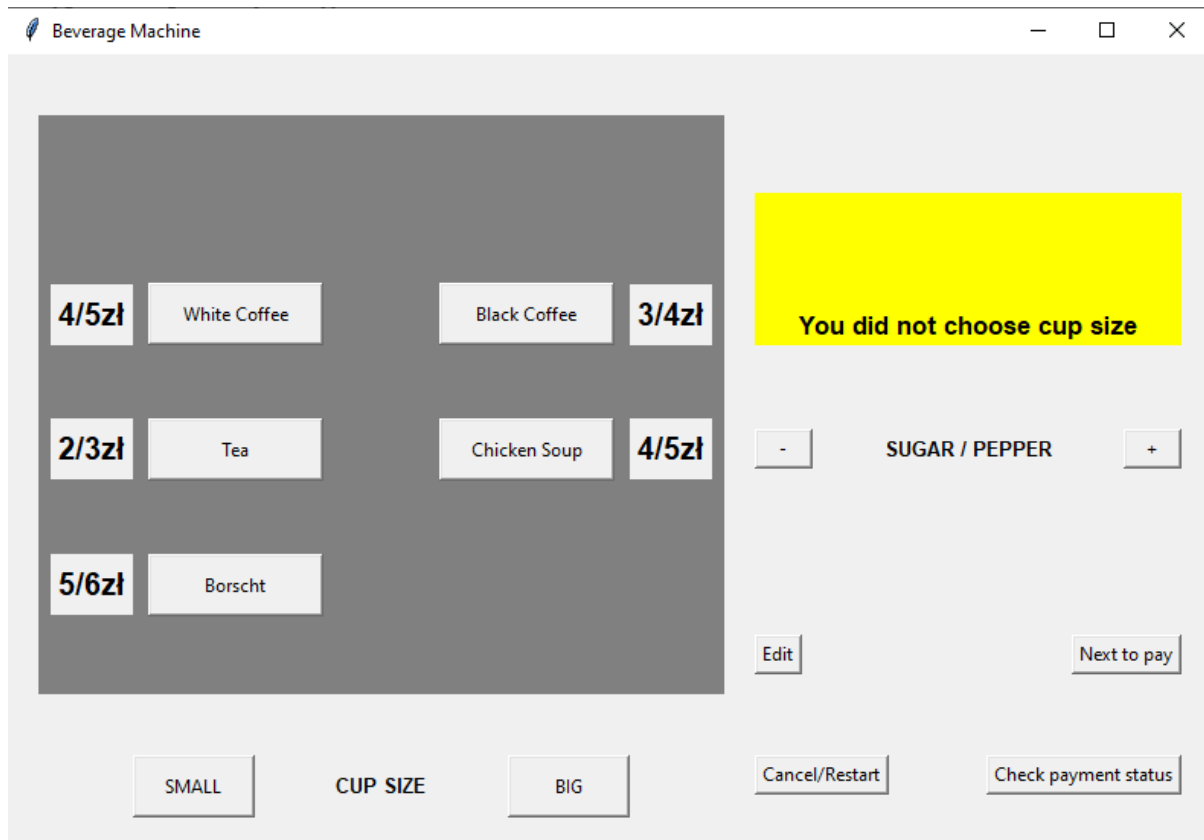 Beverage Machine
4/5zł White Coffee Black Coffee 3/4zł
You did not choose cup size
2/3zł Tea Chicken Soup 4/5zł
- SUGAR / PEPPER +
5/6zł Borscht
Edit Next to pay
SMALL CUP SIZE BIG
Cancel/Restart Check payment status